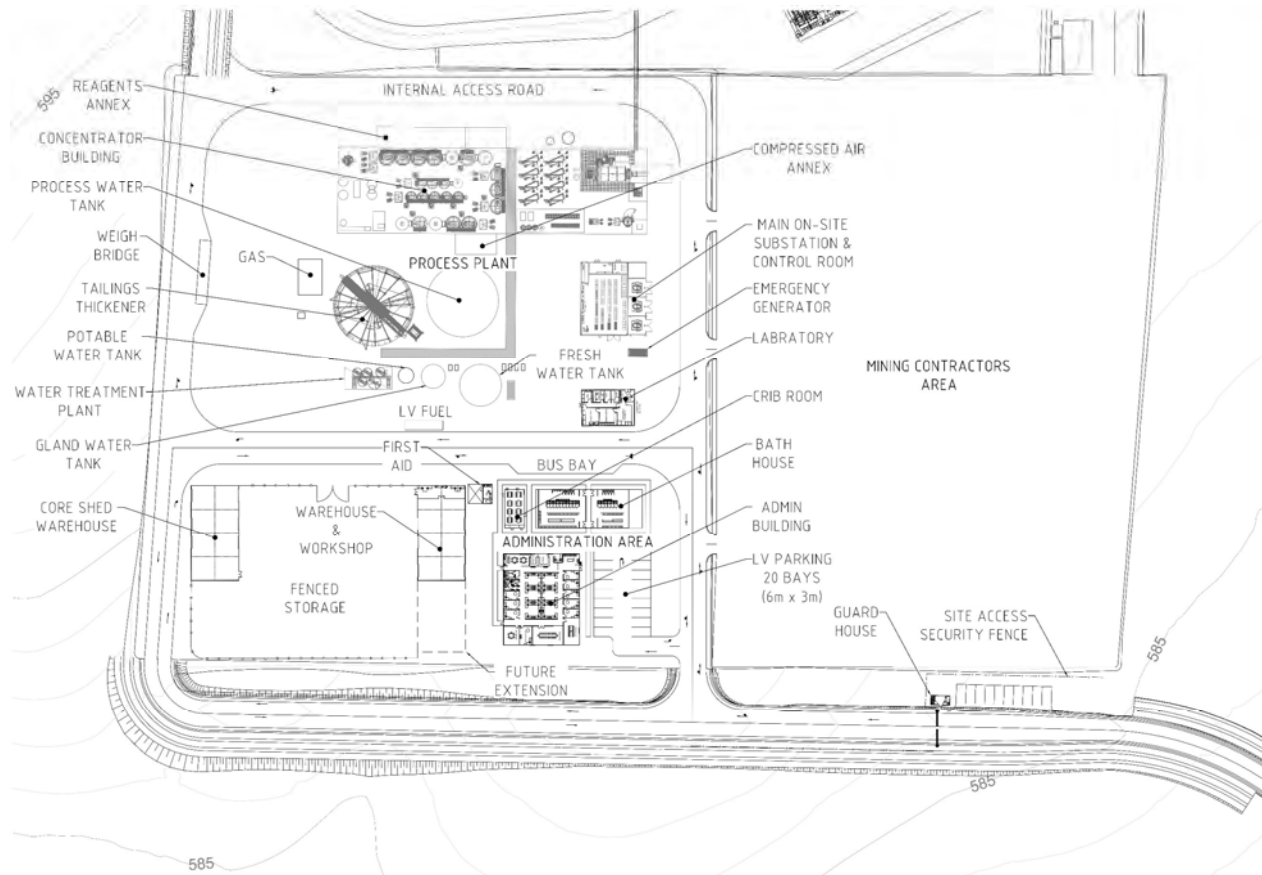 595
REAGENTS
ANNEX
INTERNAL ACCESS ROAD
CONCENTRATOR
BUILDING
COMPRESSED AIR
ANNEX
PROCESS WATER
TANK
WEIGH
BRIDGE
GAS
PROCESS PLANT
MAIN ON-SITE
SUBSTATION &
CONTROL ROOM
TAILINGS
THICKENER
EMERGENCY
GENERATOR
POTABLE
WATER TANK
FRESH
WATER TANK
LABRATORY
MINING CONTRACTORS
AREA
WATER TREATMENT
PLANT
CRIB ROOM
LV FUEL
GLAND WATER
TANK
FIRST
AID
BUS BAY
BATH
HOUSE
CORE SHED
WAREHOUSE
WAREHOUSE
&
WORKSHOP
ADMIN
BUILDING
ADMINISTRATION AREA
FENCED
STORAGE
LV PARKING
20 BAYS
(6m x 3m)
GUARD
HOUSE
SITE ACCESS
SECURITY FENCE
585
FUTURE
EXTENSION
585
585